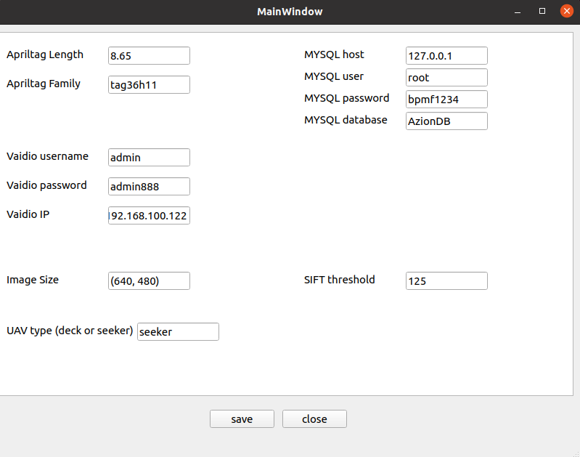 MainWindow
Apriltag Length 8.65
Apriltag Family tag36h11
MYSQL host 127.0.0.1
MYSQL user root
MYSQL password bpmf1234
MYSQL database AzionDB
Vaidio username admin
Vaidio password admin888
Vaidio IP 192.168.100.122
Image Size (640, 480)
SIFT threshold 125
UAV type (deck or seeker) seeker
save close